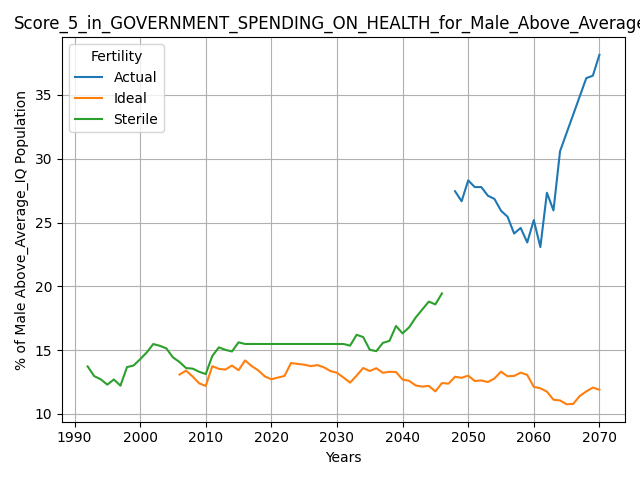 Score_5_in_GOVERNMENT_SPENDING_ON_HEALTH_for_Male_Above_Average
Fertility
Actual
Ideal
Sterile
% of Male Above_Average_IQ Population
35
30
25
20
15
10
1990 2000 2010 2020 2030 2040 2050 2060 2070
Years